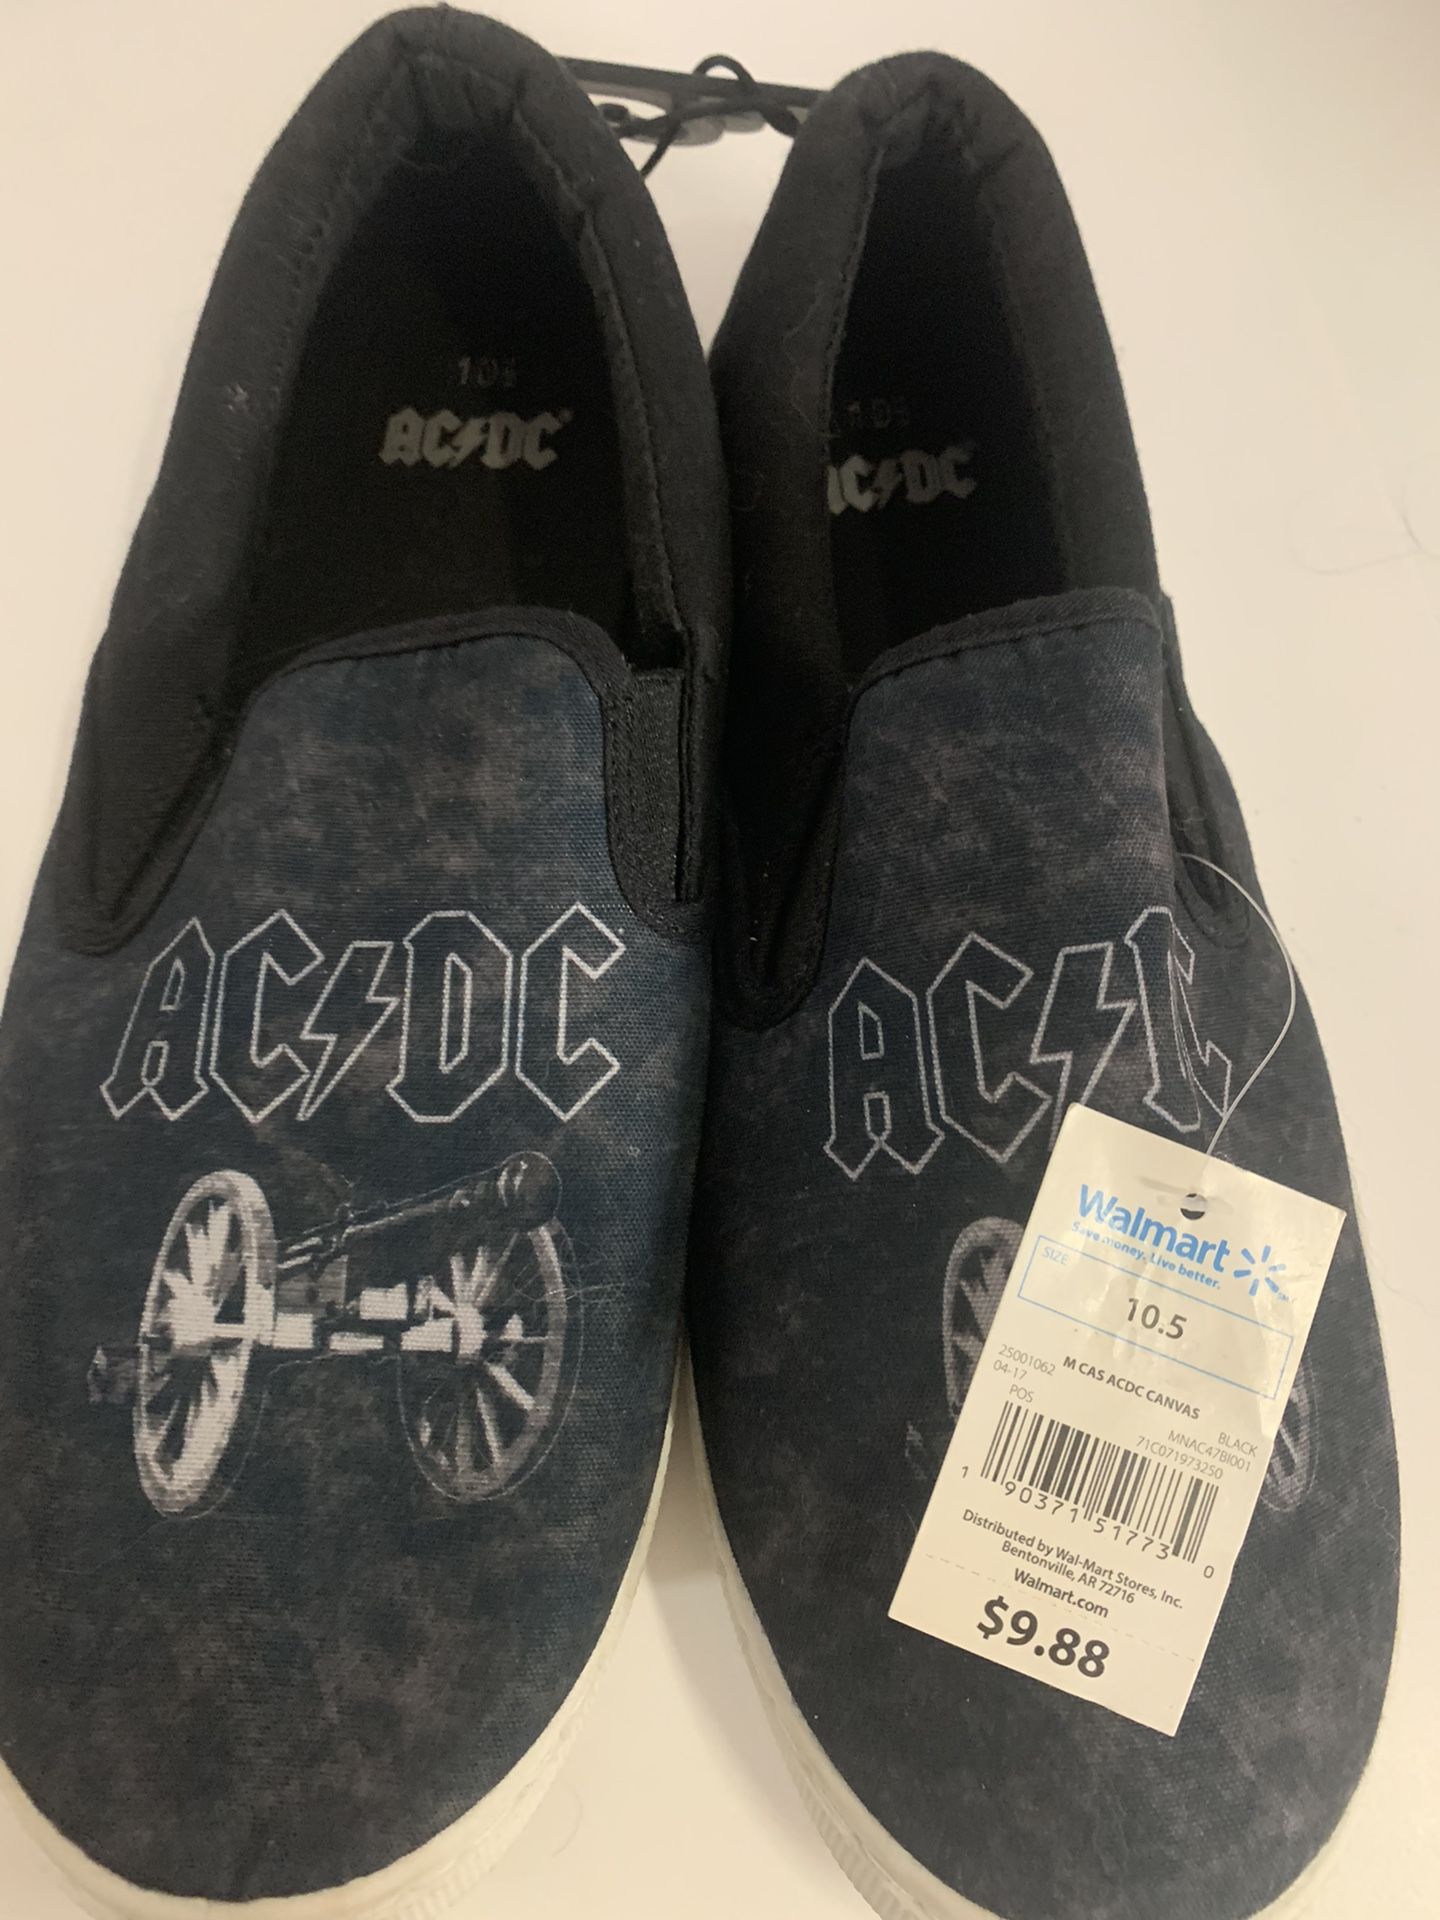 10½
AC⚡DC®
10½
AC⚡DC
AC⚡DC
AC⚡D
Walmart
Save money. Live better.
SM
SIZE
10.5
25001062 M CAS ACDC CANVAS
04-17
POS
BLACK
MNAC47BI001
71C071973250
1 90371 51773 0
Distributed by Wal-Mart Stores, Inc.
Bentonville, AR 72716
Walmart.com
$9.88